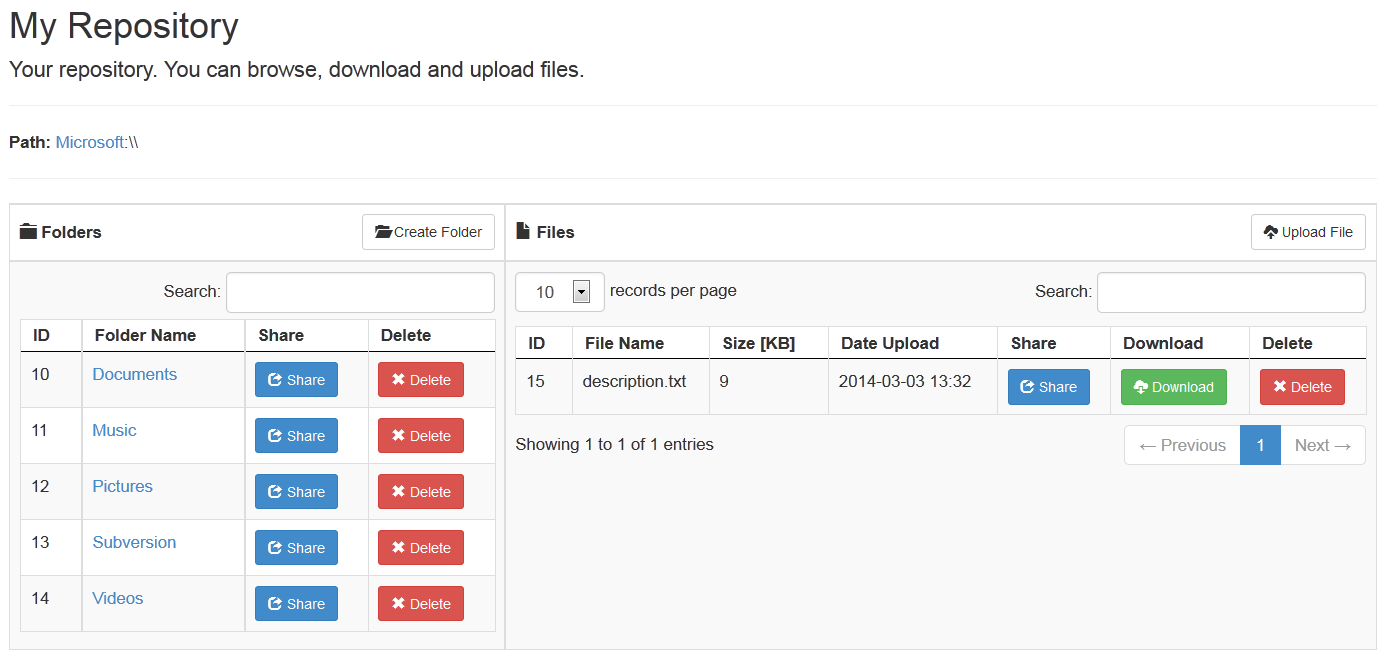 My Repository
Your repository. You can browse, download and upload files.
Path: Microsoft:\\
Folders
Create Folder
Search:
ID Folder Name Share Delete
10 Documents Share Delete
11 Music Share Delete
12 Pictures Share Delete
13 Subversion Share Delete
14 Videos Share Delete
Files
Upload File
10 records per page Search:
ID File Name Size [KB] Date Upload Share Download Delete
15 description.txt 9 2014-03-03 13:32 Share Download Delete
Showing 1 to 1 of 1 entries
← Previous 1 Next →